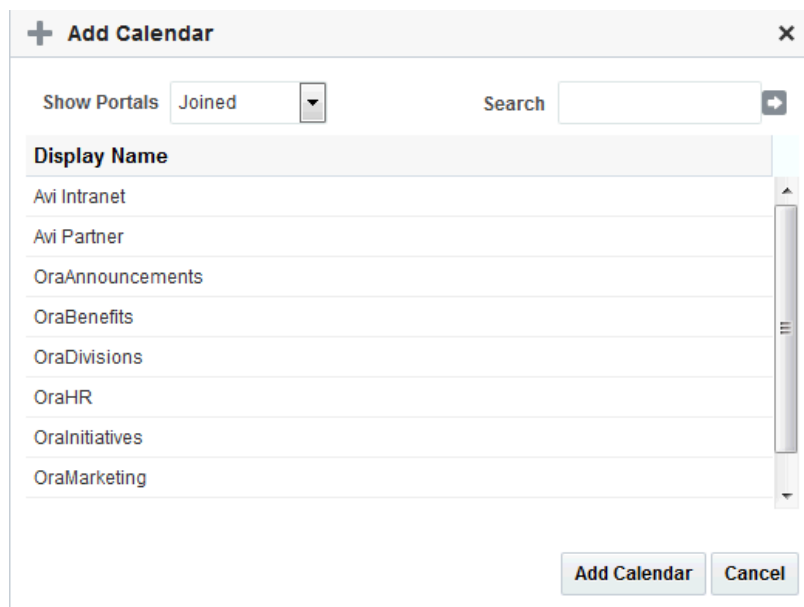 Add Calendar
Show Portals Joined Search
Display Name
Avi Intranet
Avi Partner
OraAnnouncements
OraBenefits
OraDivisions
OraHR
OraInitiatives
OraMarketing
Add Calendar Cancel